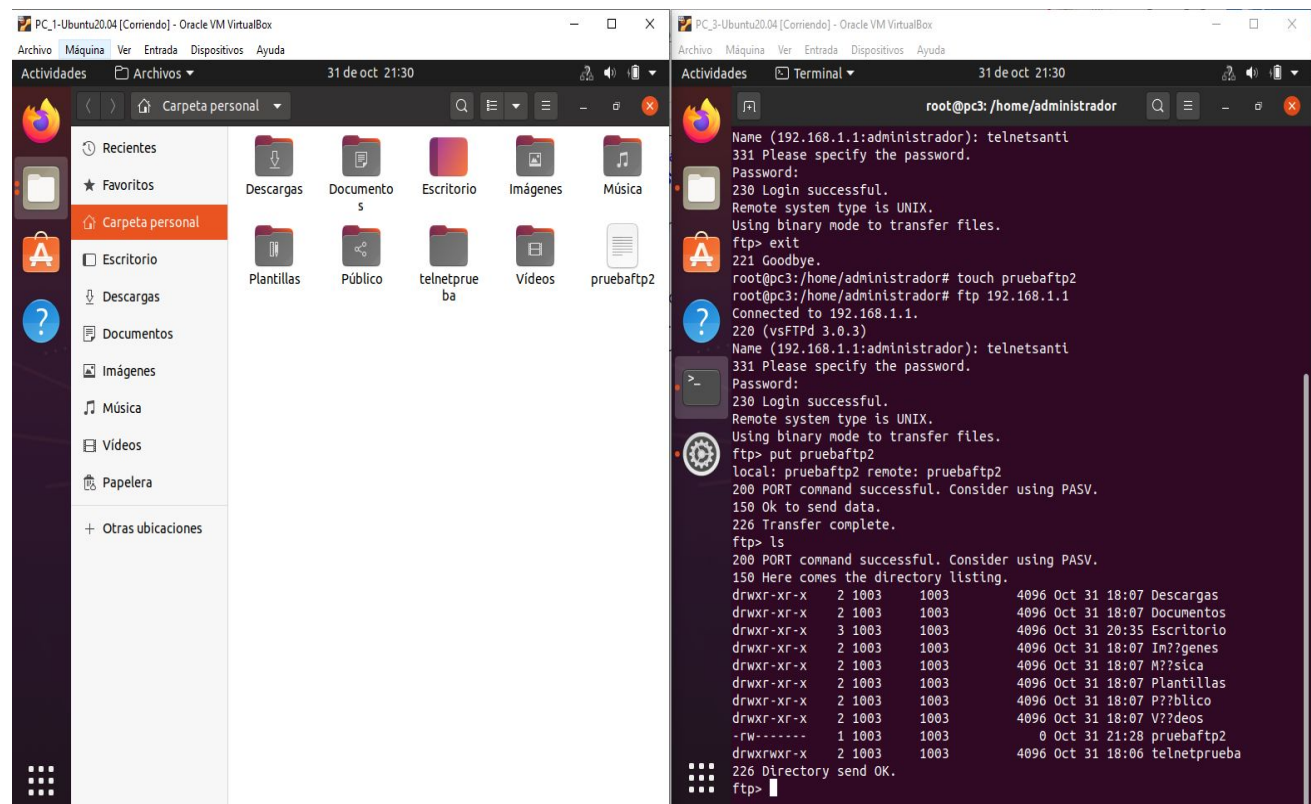 PC_1-Ubuntu20.04 [Corriendo] - Oracle VM VirtualBox
Archivo Máquina Ver Entrada Dispositivos Ayuda
Actividades Archivos 31 de oct 21:30
Carpeta personal
Recientes
Favoritos
Carpeta personal
Escritorio
Descargas
Documentos
Imágenes
Música
Vídeos
Papelera
+ Otras ubicaciones
Descargas
Documento
s
Escritorio
Imágenes
Música
Plantillas
Público
telnetprue
ba
Vídeos
pruebaftp2
PC_3-Ubuntu20.04 [Corriendo] - Oracle VM VirtualBox
Archivo Máquina Ver Entrada Dispositivos Ayuda
Actividades Terminal 31 de oct 21:30
root@pc3: /home/administrador
Name (192.168.1.1:administrador): telnetsanti
331 Please specify the password.
Password:
230 Login successful.
Remote system type is UNIX.
Using binary mode to transfer files.
ftp> exit
221 Goodbye.
root@pc3:/home/administrador# touch pruebaftp2
root@pc3:/home/administrador# ftp 192.168.1.1
Connected to 192.168.1.1.
220 (vsFTPd 3.0.3)
Name (192.168.1.1:administrador): telnetsanti
331 Please specify the password.
Password:
230 Login successful.
Remote system type is UNIX.
Using binary mode to transfer files.
ftp> put pruebaftp2
local: pruebaftp2 remote: pruebaftp2
200 PORT command successful. Consider using PASV.
150 Ok to send data.
226 Transfer complete.
ftp> ls
200 PORT command successful. Consider using PASV.
150 Here comes the directory listing.
drwxr-xr-x 2 1003 1003 4096 Oct 31 18:07 Descargas
drwxr-xr-x 2 1003 1003 4096 Oct 31 18:07 Documentos
drwxr-xr-x 3 1003 1003 4096 Oct 31 20:35 Escritorio
drwxr-xr-x 2 1003 1003 4096 Oct 31 18:07 Im??genes
drwxr-xr-x 2 1003 1003 4096 Oct 31 18:07 M??sica
drwxr-xr-x 2 1003 1003 4096 Oct 31 18:07 Plantillas
drwxr-xr-x 2 1003 1003 4096 Oct 31 18:07 P??blico
drwxr-xr-x 2 1003 1003 4096 Oct 31 18:07 V??deos
-rw------- 1 1003 1003 0 Oct 31 21:28 pruebaftp2
drwxrwxr-x 2 1003 1003 4096 Oct 31 18:06 telnetprueba
226 Directory send OK.
ftp>